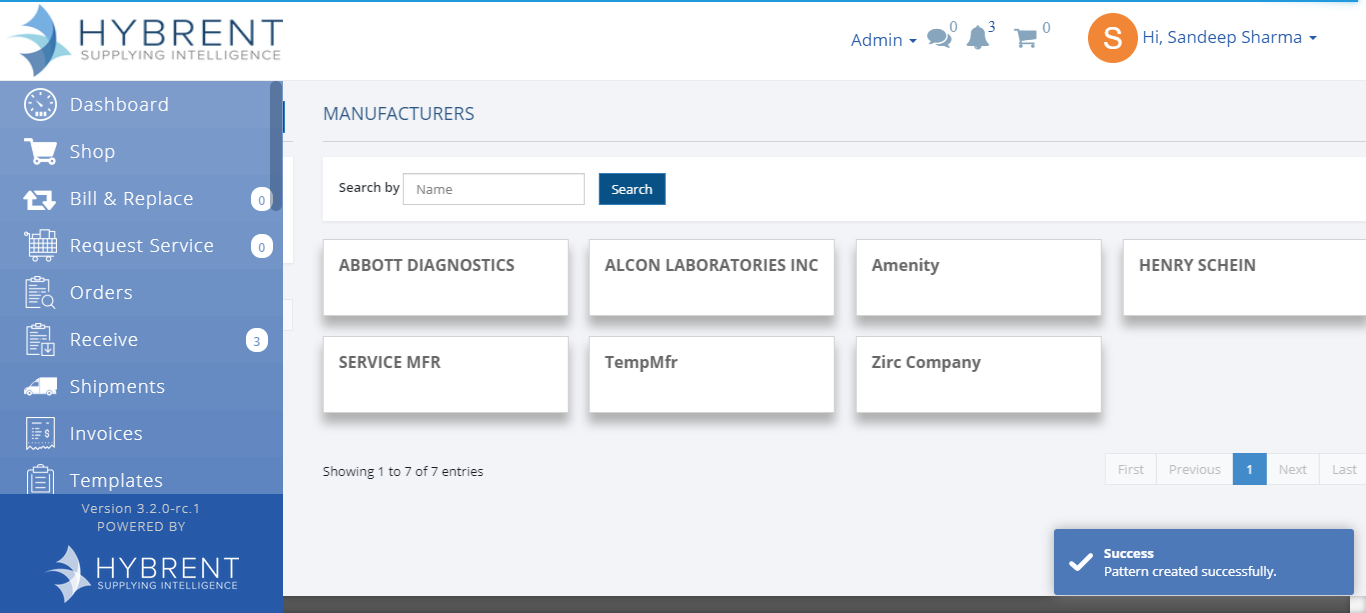 HYBRENT
SUPPLYING INTELLIGENCE
Admin
0
3
0
S
Hi, Sandeep Sharma
Dashboard
Shop
Bill & Replace 0
Request Service 0
Orders
Receive 3
Shipments
Invoices
Templates
Version 3.2.0-rc.1
POWERED BY
HYBRENT
SUPPLYING INTELLIGENCE
MANUFACTURERS
Search by Name Search
ABBOTT DIAGNOSTICS
ALCON LABORATORIES INC
Amenity
HENRY SCHEIN
SERVICE MFR
TempMfr
Zirc Company
Showing 1 to 7 of 7 entries
First Previous 1 Next Last
Success
Pattern created successfully.